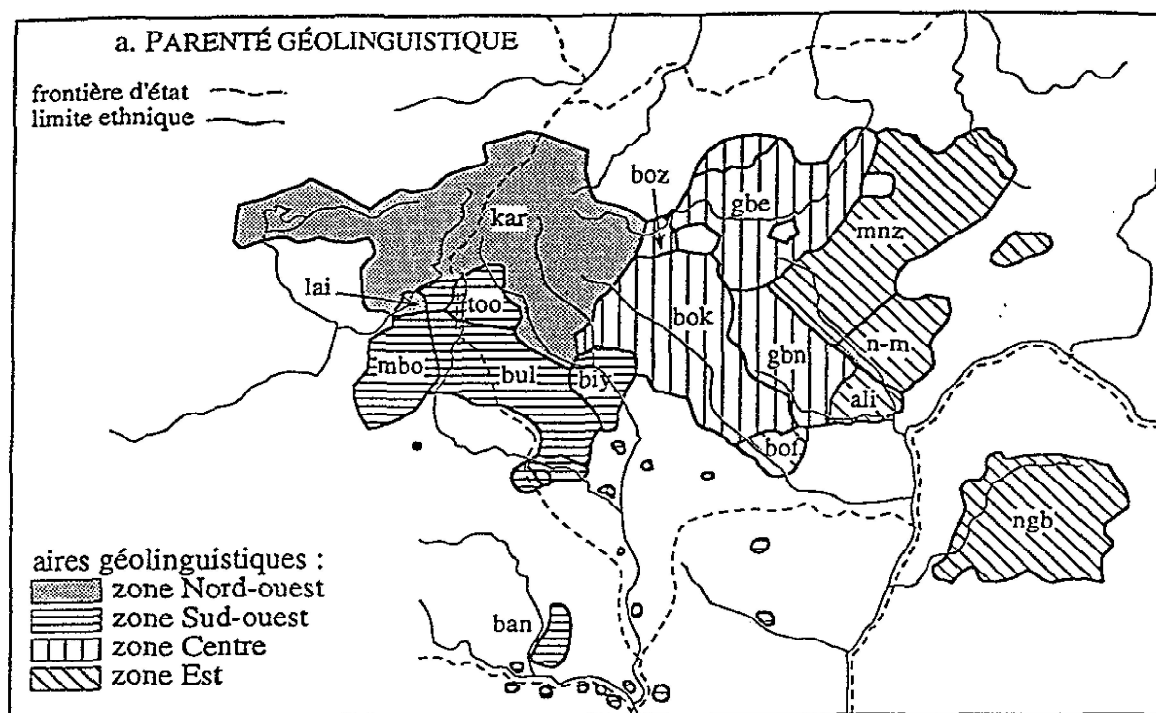 a. PARENTÉ GÉOLINGUISTIQUE
frontière d'état
limite ethnique
boz
gbe
kar
mnz
lai
too
bok
n-m
mbo
bul
biy
gbn
ali
bof
ngb
aires géolinguistiques :
zone Nord-ouest
zone Sud-ouest
ban
zone Centre
zone Est